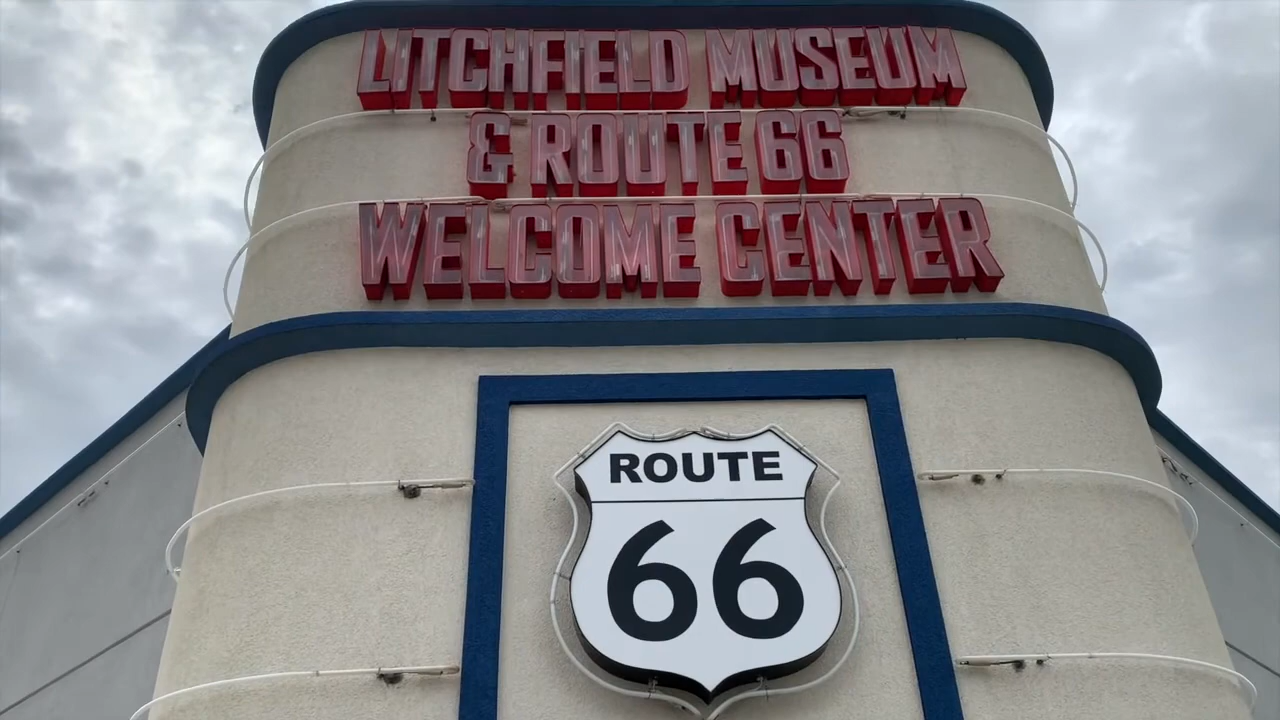 LITCHFIELD MUSEUM
& ROUTE 66
WELCOME CENTER
ROUTE
66